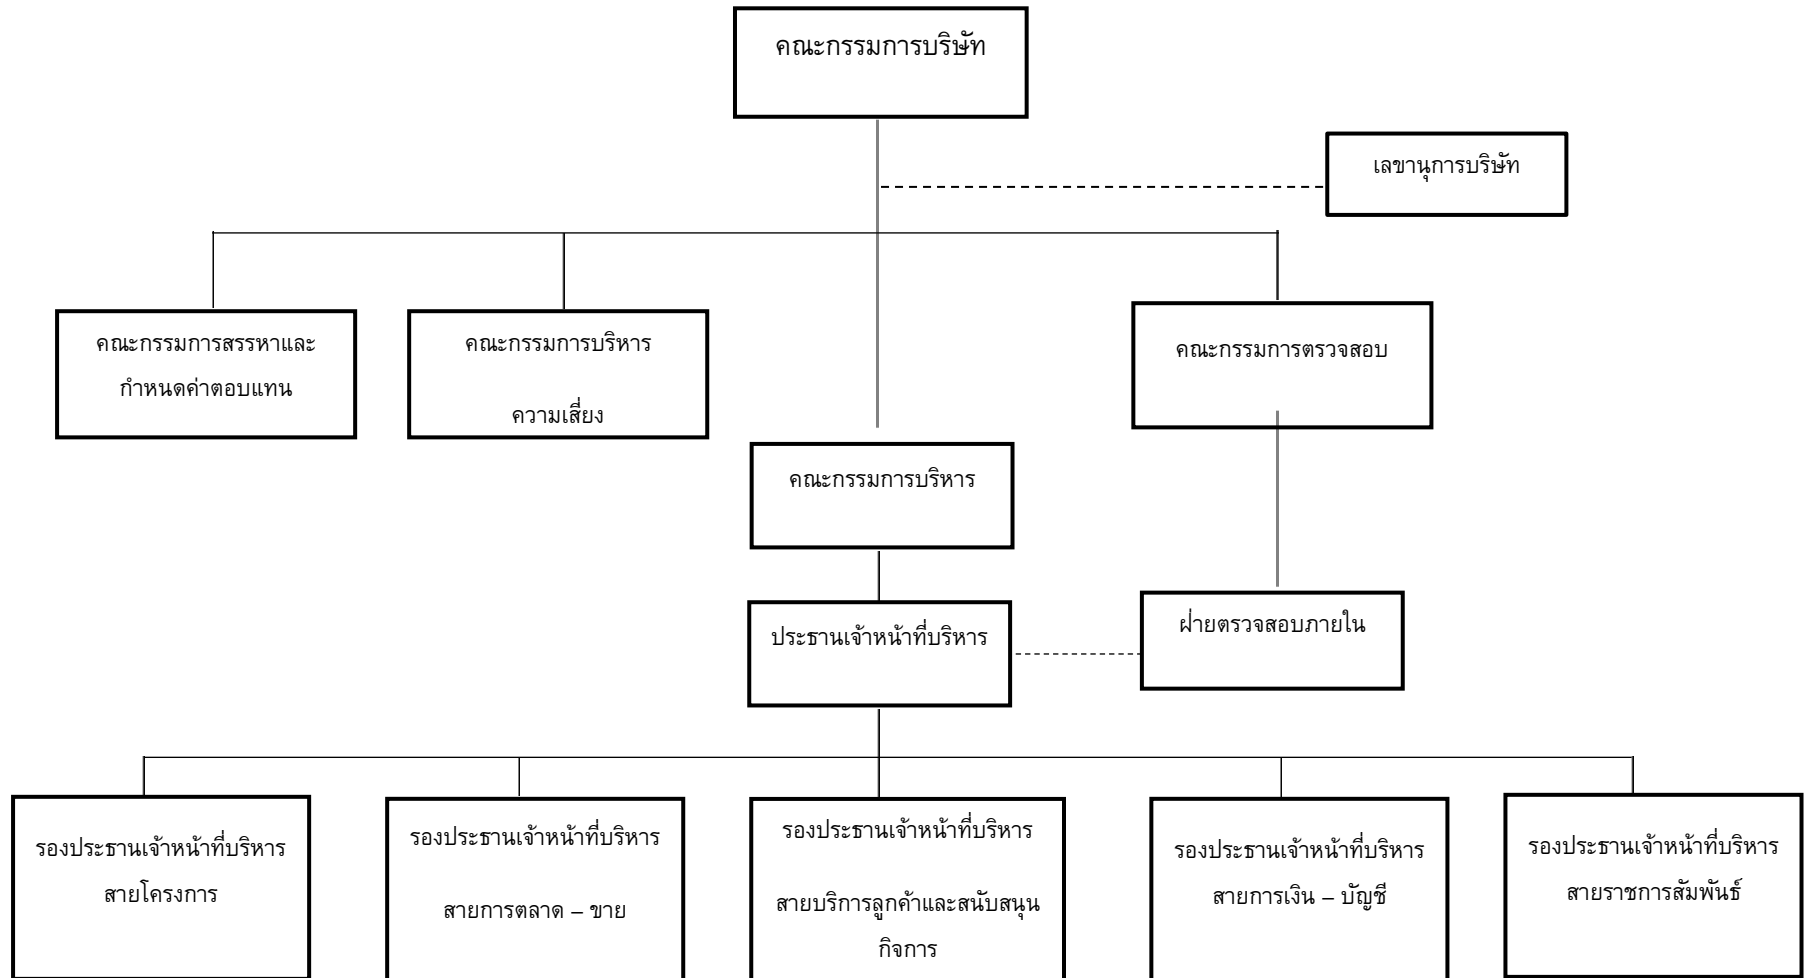 คณะกรรมการบริษัท
เลขานุการบริษัท
คณะกรรมการสรรหาและ
กำหนดค่าตอบแทน
คณะกรรมการบริหาร
ความเสี่ยง
คณะกรรมการตรวจสอบ
คณะกรรมการบริหาร
ประธานเจ้าหน้าที่บริหาร
ฝ่ายตรวจสอบภายใน
รองประธานเจ้าหน้าที่บริหาร
สายโครงการ
รองประธานเจ้าหน้าที่บริหาร
สายการตลาด – ขาย
รองประธานเจ้าหน้าที่บริหาร
สายบริการลูกค้าและสนับสนุน
กิจการ
รองประธานเจ้าหน้าที่บริหาร
สายการเงิน – บัญชี
รองประธานเจ้าหน้าที่บริหาร
สายราชการสัมพันธ์